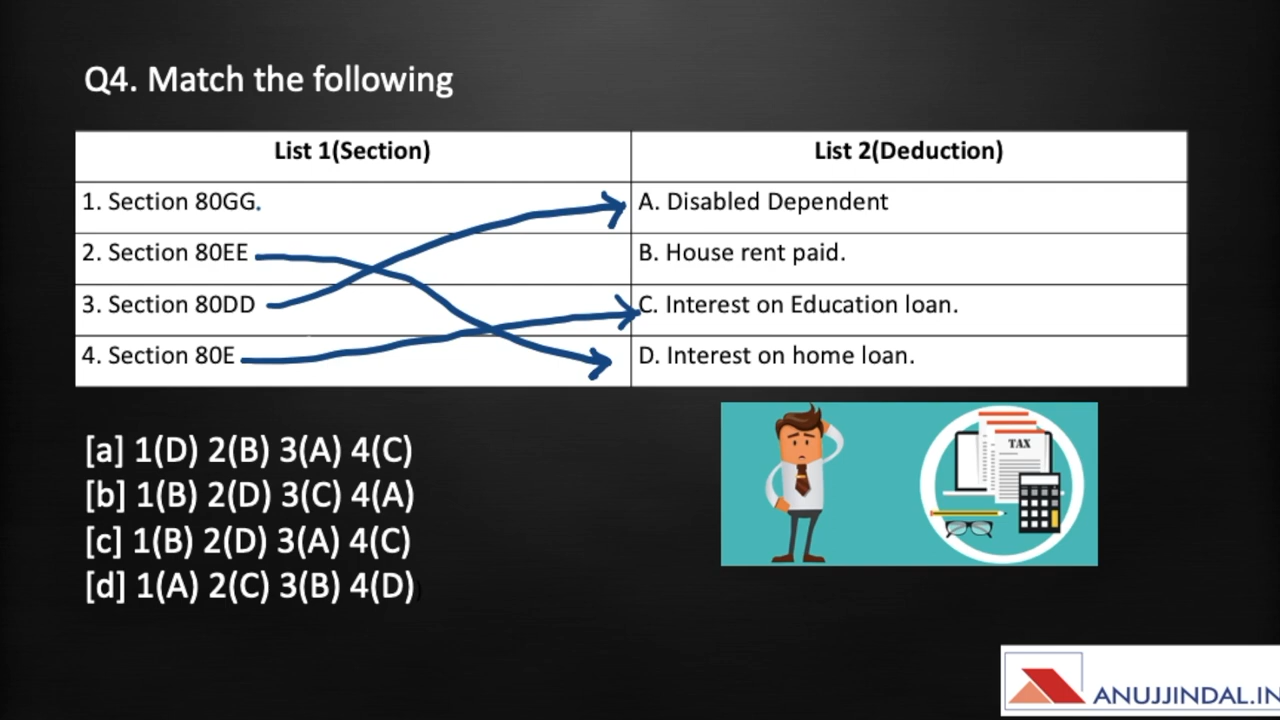 Q4. Match the following
List 1(Section) List 2(Deduction)
1. Section 80GG. A. Disabled Dependent
2. Section 80EE B. House rent paid.
3. Section 80DD C. Interest on Education loan.
4. Section 80E D. Interest on home loan.
[a] 1(D) 2(B) 3(A) 4(C)
[b] 1(B) 2(D) 3(C) 4(A)
[c] 1(B) 2(D) 3(A) 4(C)
[d] 1(A) 2(C) 3(B) 4(D)
TAX
ANUJJINDAL.IN